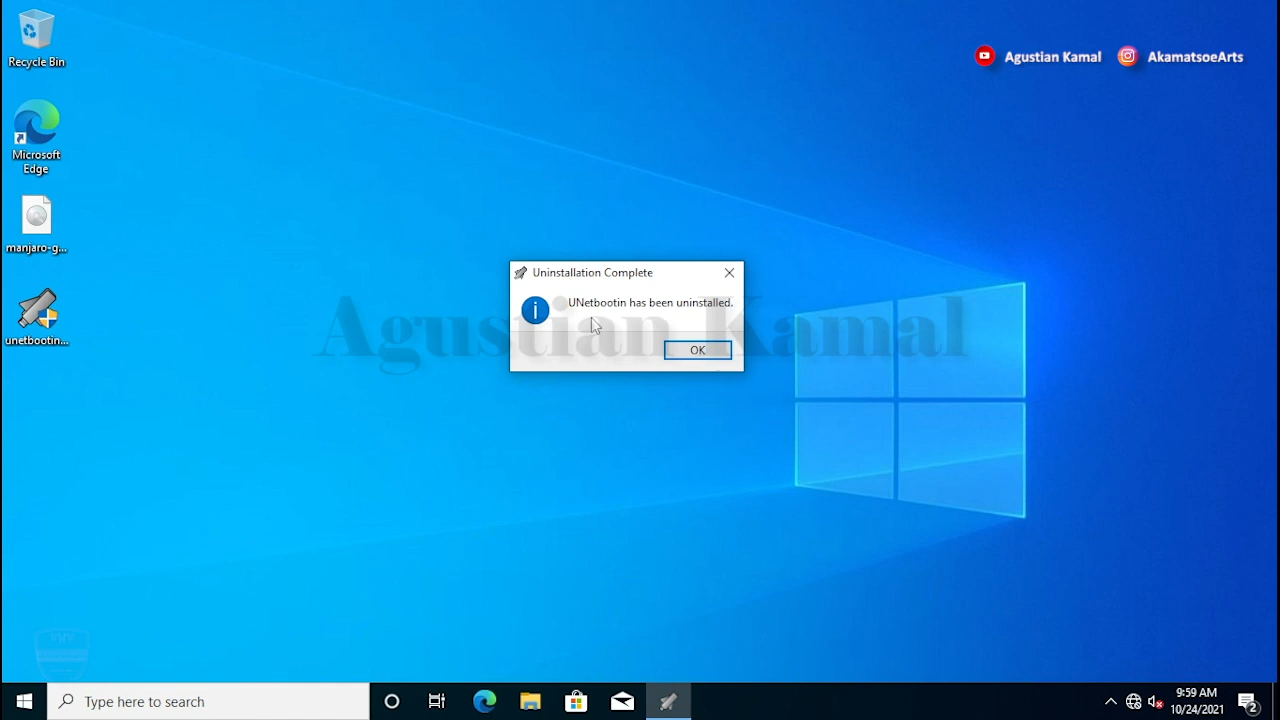 Recycle Bin
Agustian Kamal
AkamatsoeArts
Microsoft
Edge
manjaro-g...
Uninstallation Complete
UNetbootin has been uninstalled.
Agustian Kamal
OK
unetbootin...
Type here to search
9:59 AM
10/24/2021
2